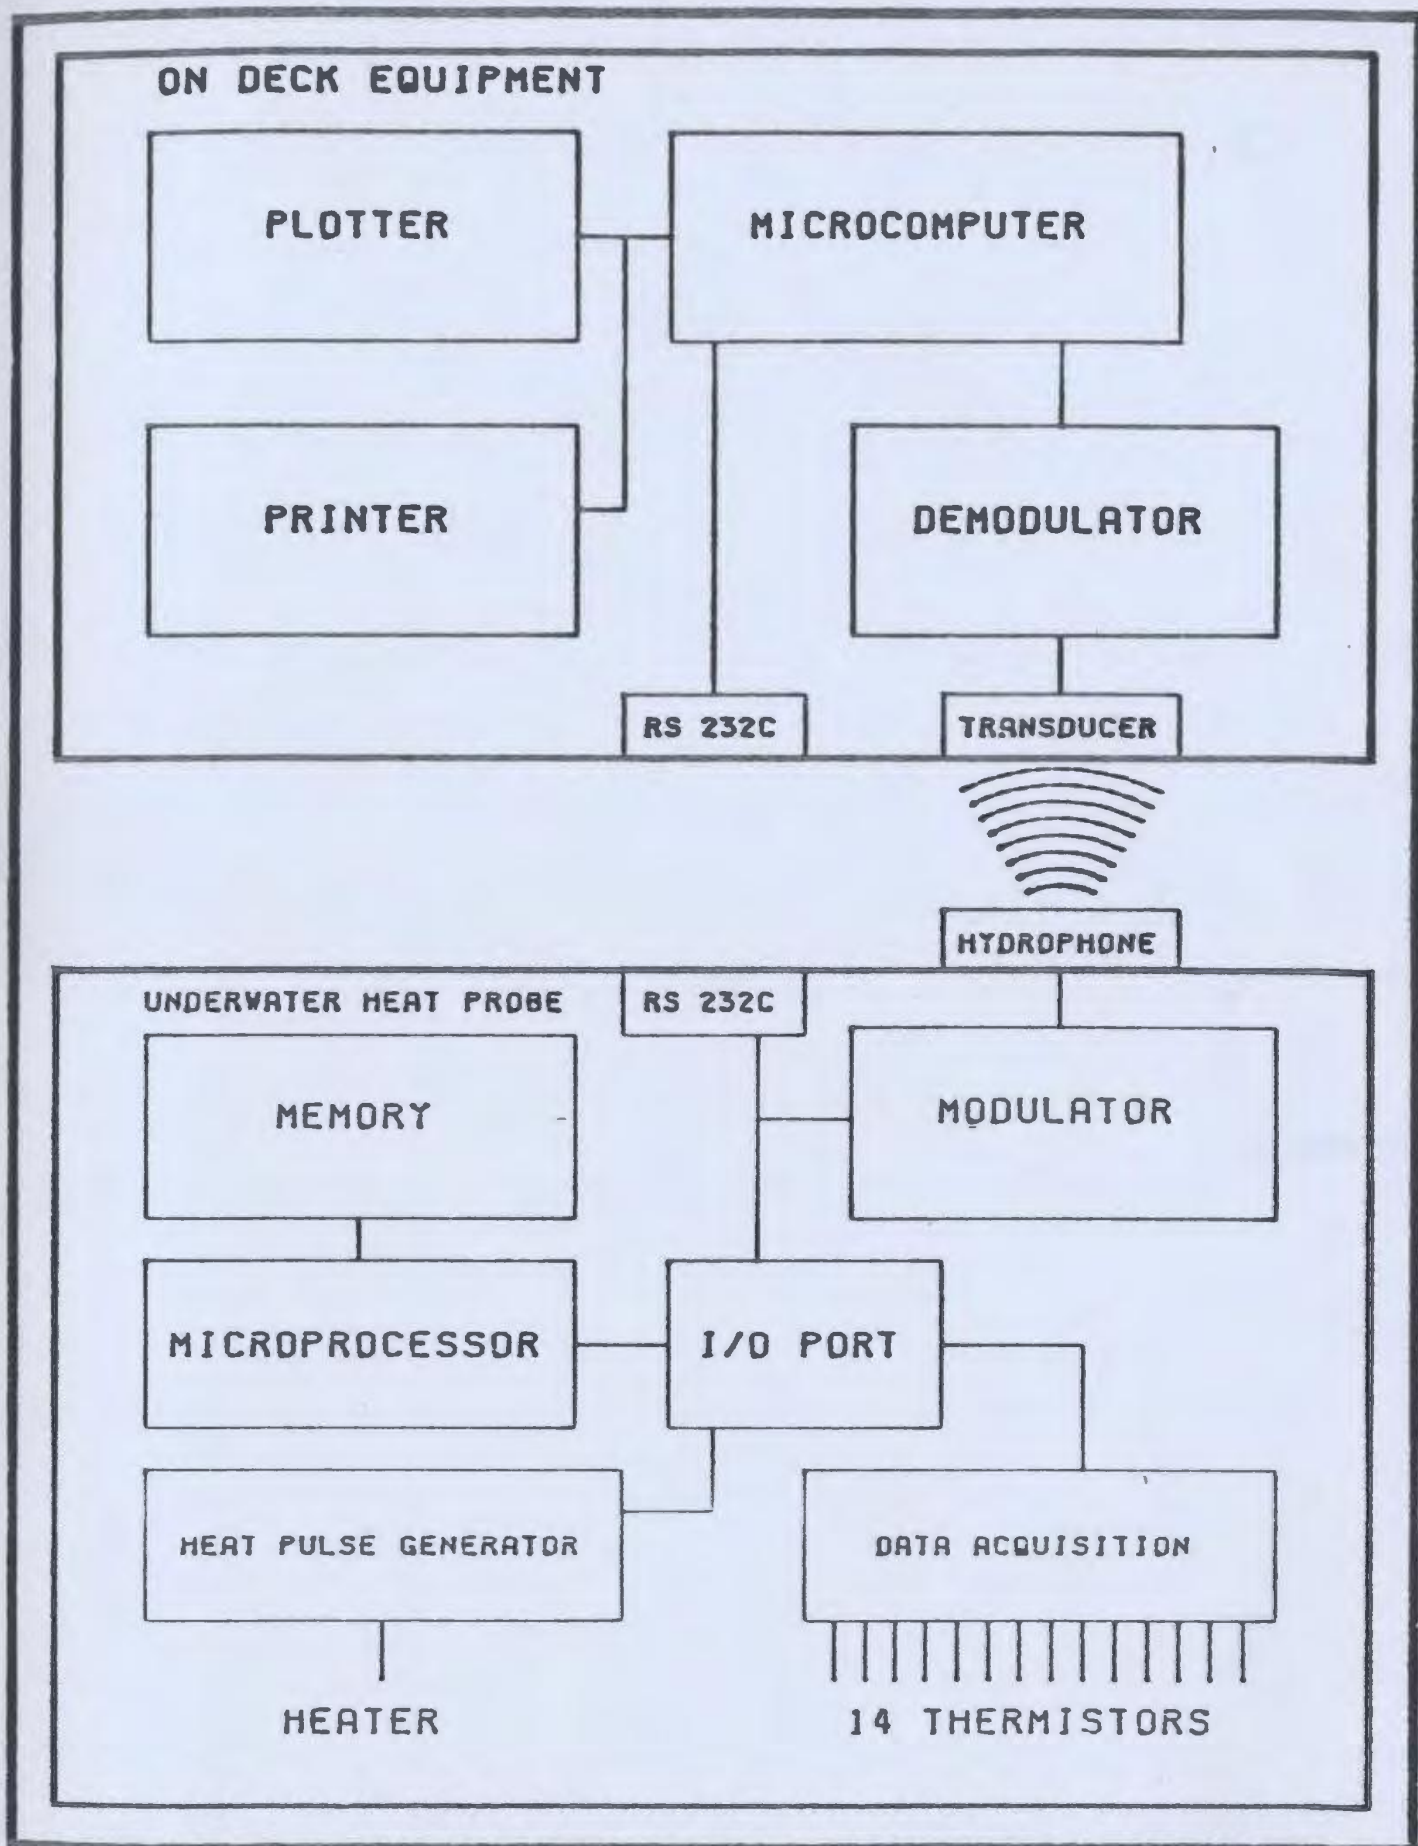 ON DECK EQUIPMENT
PLOTTER
MICROCOMPUTER
PRINTER
DEMODULATOR
RS 232C
TRANSDUCER
HYDROPHONE
UNDERWATER HEAT PROBE
RS 232C
MEMORY
MODULATOR
MICROPROCESSOR
I/O PORT
HEAT PULSE GENERATOR
DATA ACQUISITION
HEATER
14 THERMISTORS